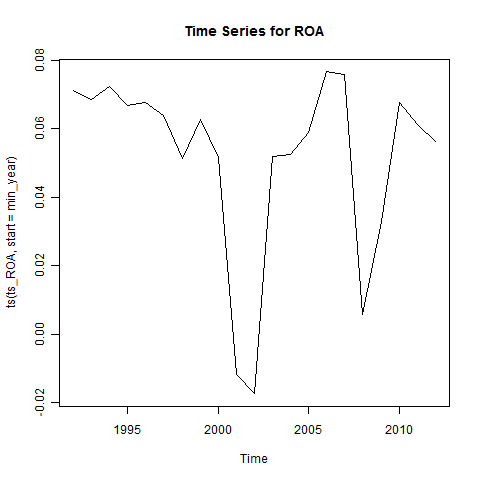 Time Series for ROA
ts(ts_ROA, start = min_year)
0.08
0.06
0.04
0.02
0.00
-0.02
1995 2000 2005 2010
Time